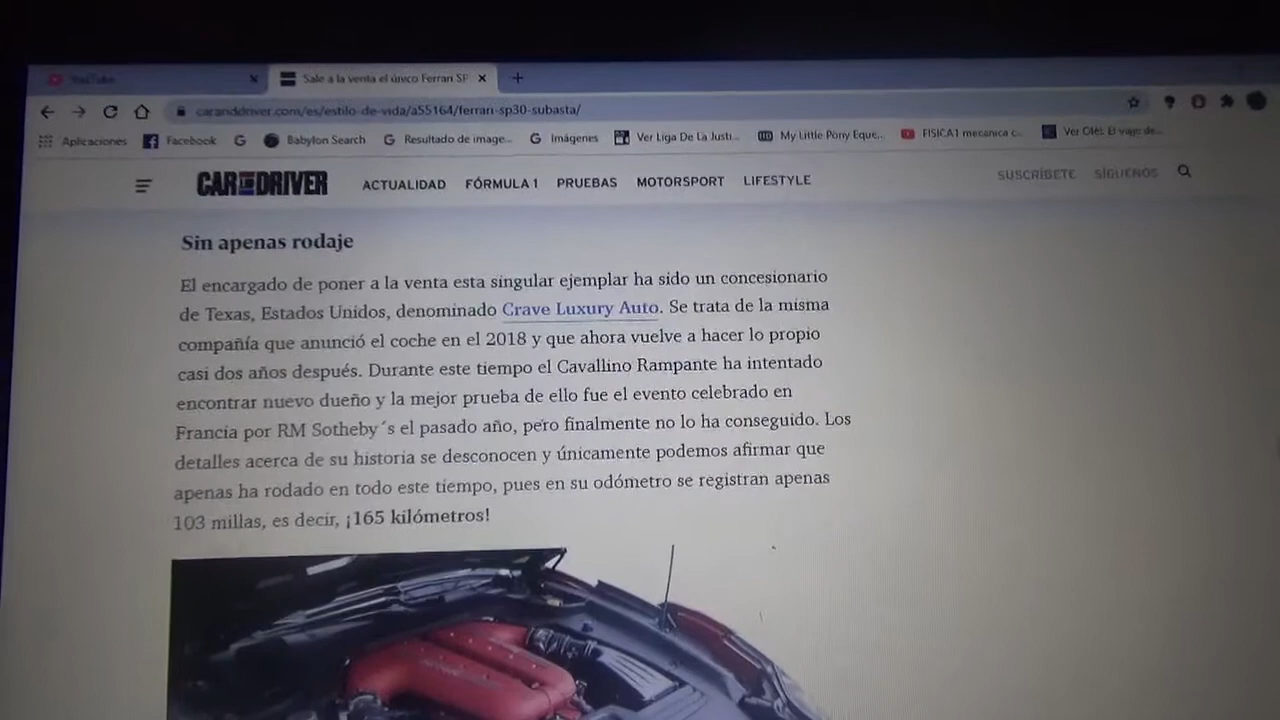 YouTube
Sale a la venta el único Ferrari SP
caranddriver.com/es/estilo-de-vida/a55164/ferrari-sp30-subasta/
Aplicaciones Facebook Babylon Search Resultado de image... Imágenes Ver Liga De La Justi... My Little Pony Eque... FISICA1 mecanica c... Ver Olé: El viaje de...
CAR AND DRIVER ACTUALIDAD FÓRMULA 1 PRUEBAS MOTORSPORT LIFESTYLE SUSCRÍBETE SÍGUENOS
Sin apenas rodaje
El encargado de poner a la venta esta singular ejemplar ha sido un concesionario
de Texas, Estados Unidos, denominado Crave Luxury Auto. Se trata de la misma
compañía que anunció el coche en el 2018 y que ahora vuelve a hacer lo propio
casi dos años después. Durante este tiempo el Cavallino Rampante ha intentado
encontrar nuevo dueño y la mejor prueba de ello fue el evento celebrado en
Francia por RM Sotheby´s el pasado año, pero finalmente no lo ha conseguido. Los
detalles acerca de su historia se desconocen y únicamente podemos afirmar que
apenas ha rodado en todo este tiempo, pues en su odómetro se registran apenas
103 millas, es decir, ¡165 kilómetros!